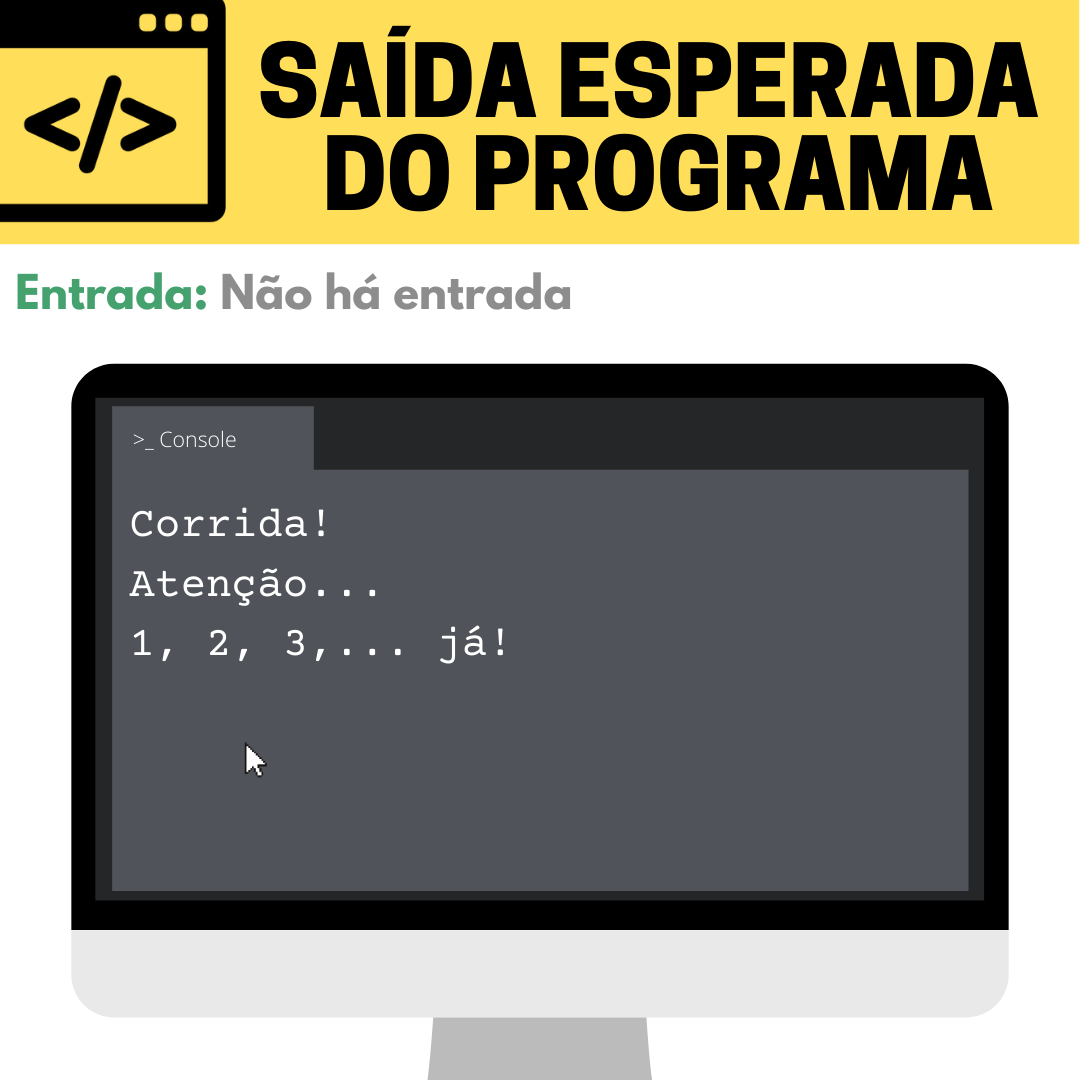 </>
SAÍDA ESPERADA
DO PROGRAMA
Entrada: Não há entrada
>_ Console
Corrida!
Atenção...
1, 2, 3,... já!